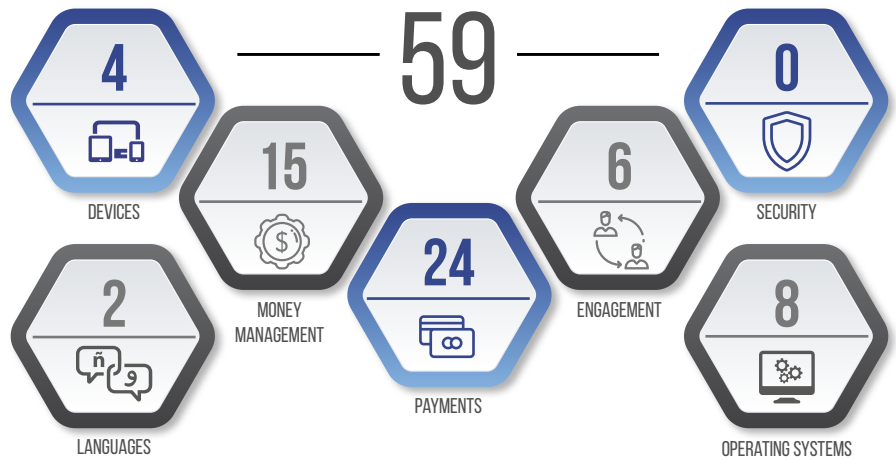 59
4
DEVICES
15
MONEY
MANAGEMENT
24
PAYMENTS
6
ENGAGEMENT
0
SECURITY
2
ñ
و
LANGUAGES
8
OPERATING SYSTEMS